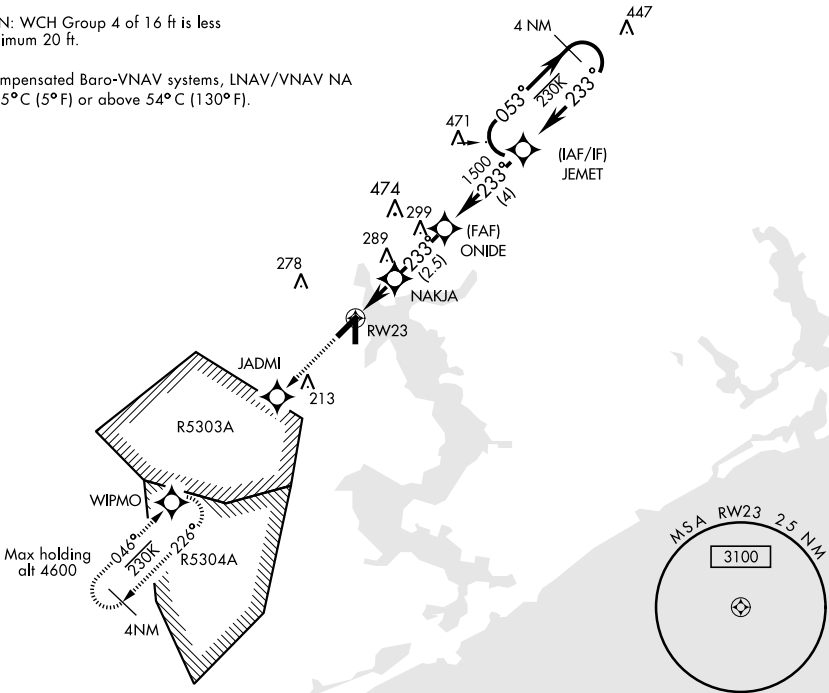 N: WCH Group 4 of 16 ft is less
imum 20 ft.
mpensated Baro-VNAV systems, LNAV/VNAV NA
5°C (5°F) or above 54°C (130°F).
4 NM
447
053°
230K
233°
471
(IAF/IF)
JEMET
1500
233°
(4)
474
299
(FAF)
ONIDE
289
233°
(2.5)
278
NAKJA
RW23
JADMI
213
R5303A
WIPMO
046°
230K
226°
Max holding
alt 4600
R5304A
4NM
MSA RW23 25 NM
3100